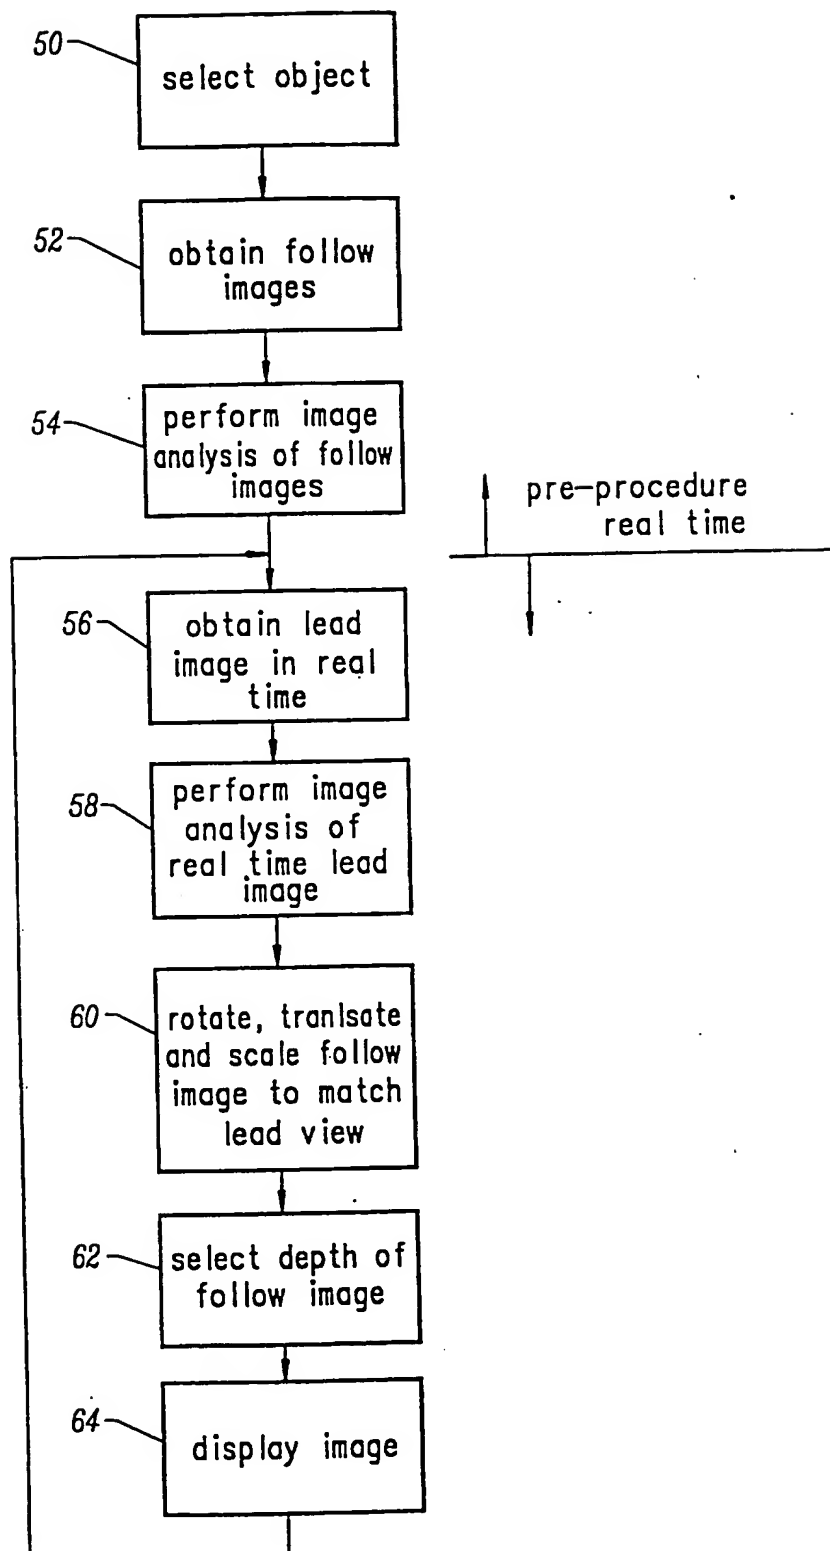 50
select object
52
obtain follow
images
54
perform image
analysis of follow
images
pre-procedure
real time
56
obtain lead
image in real
time
58
perform image
analysis of
real time lead
image
60
rotate, tranlsate
and scale follow
image to match
lead view
62
select depth of
follow image
64
display image